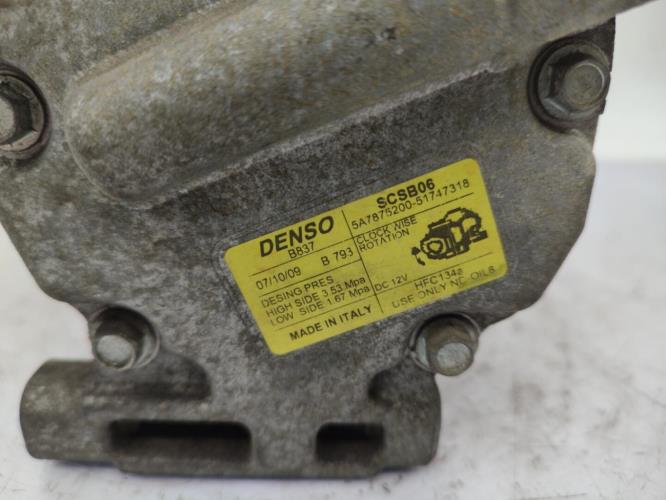 DENSO
SCSB06
B837
5A7875200-51747318
07/10/09
B 793
CLOCK WISE
ROTATION
DESING PRES
HIGH SIDE 3.53 Mpa
LOW SIDE 1.67 Mpa
DC 12V
HFC134a
MADE IN ITALY
USE ONLY ND OIL8